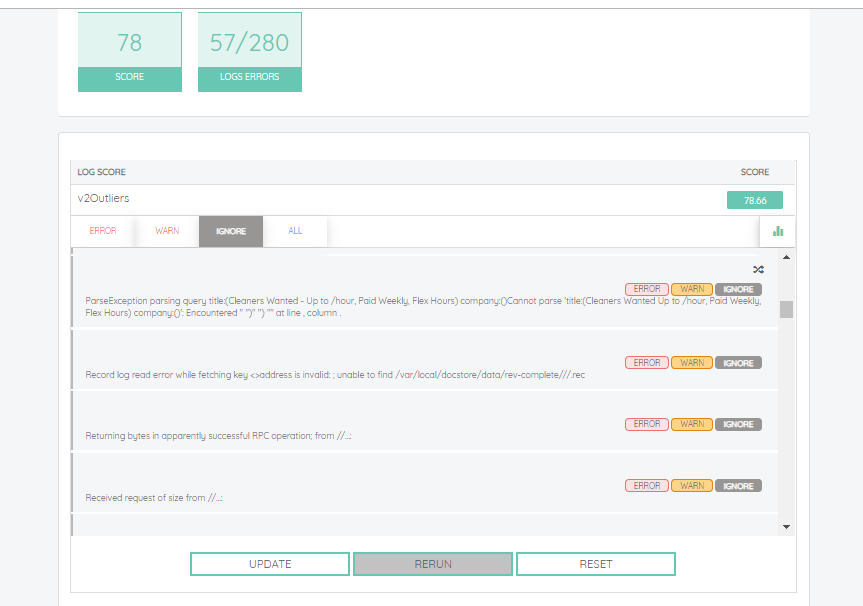 78
SCORE
57/280
LOGS ERRORS
LOG SCORE
SCORE
v2Outliers
78.66
ERROR
WARN
IGNORE
ALL
ERROR
WARN
IGNORE
ParseException parsing query title:(Cleaners Wanted - Up to /hour, Paid Weekly, Flex Hours) company:()Cannot parse 'title:(Cleaners Wanted Up to /hour, Paid Weekly,
Flex Hours) company:()': Encountered " ")" ") "" at line , column .
ERROR
WARN
IGNORE
Record log read error while fetching key <>address is invalid: ; unable to find /var/local/docstore/data/rev-complete///.rec
ERROR
WARN
IGNORE
Returning bytes in apparently successful RPC operation; from //...:
ERROR
WARN
IGNORE
Received request of size from //...:
UPDATE
RERUN
RESET